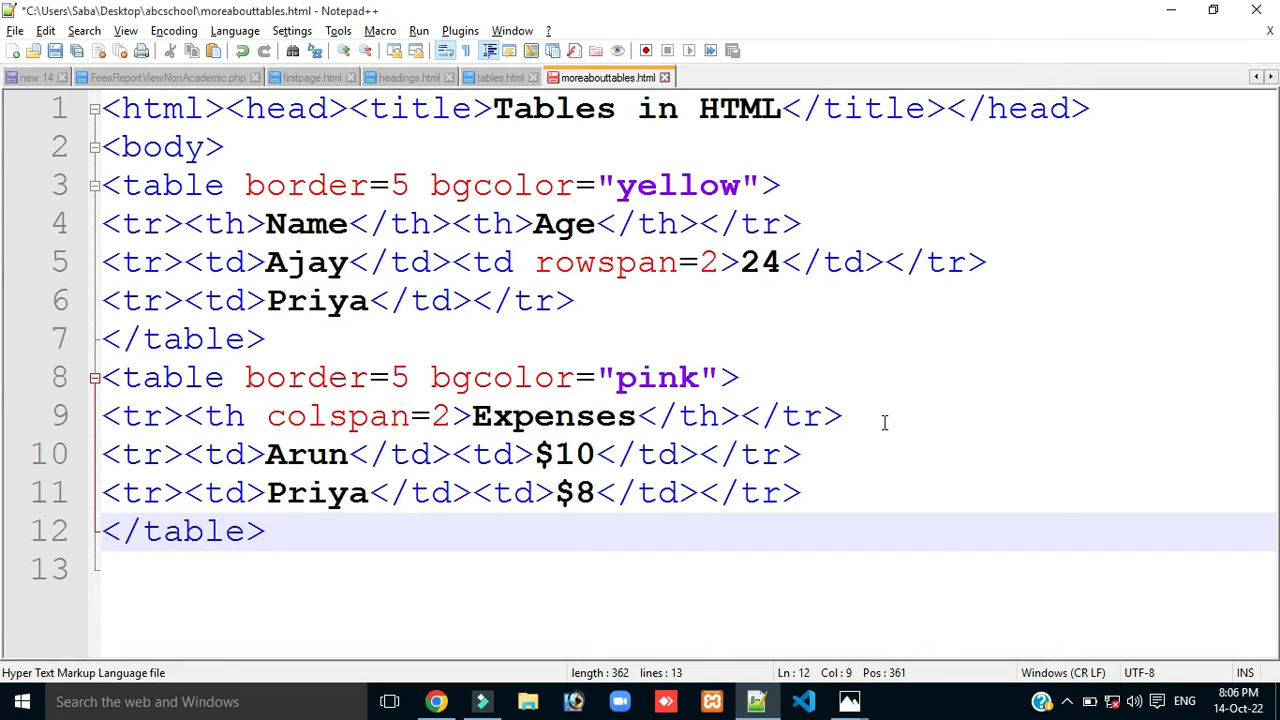 *C:\Users\Saba\Desktop\abcschool\moreabouttables.html - Notepad++
File Edit Search View Encoding Language Settings Tools Macro Run Plugins Window ? X
new 14 FeesReportViewNonAcademic.php firstpage.html headings.html tables.html moreabouttables.html
1 <html><head><title>Tables in HTML</title></head>
2 <body>
3 <table border=5 bgcolor="yellow">
4 <tr><th>Name</th><th>Age</th></tr>
5 <tr><td>Ajay</td><td rowspan=2>24</td></tr>
6 <tr><td>Priya</td></tr>
7 </table>
8 <table border=5 bgcolor="pink">
9 <tr><th colspan=2>Expenses</th></tr>
10 <tr><td>Arun</td><td>$10</td></tr>
11 <tr><td>Priya</td><td>$8</td></tr>
12 </table>
13
Hyper Text Markup Language file length : 362 lines : 13 Ln : 12 Col : 9 Pos : 361 Windows (CR LF) UTF-8 INS
Search the web and Windows ENG 8:06 PM
14-Oct-22